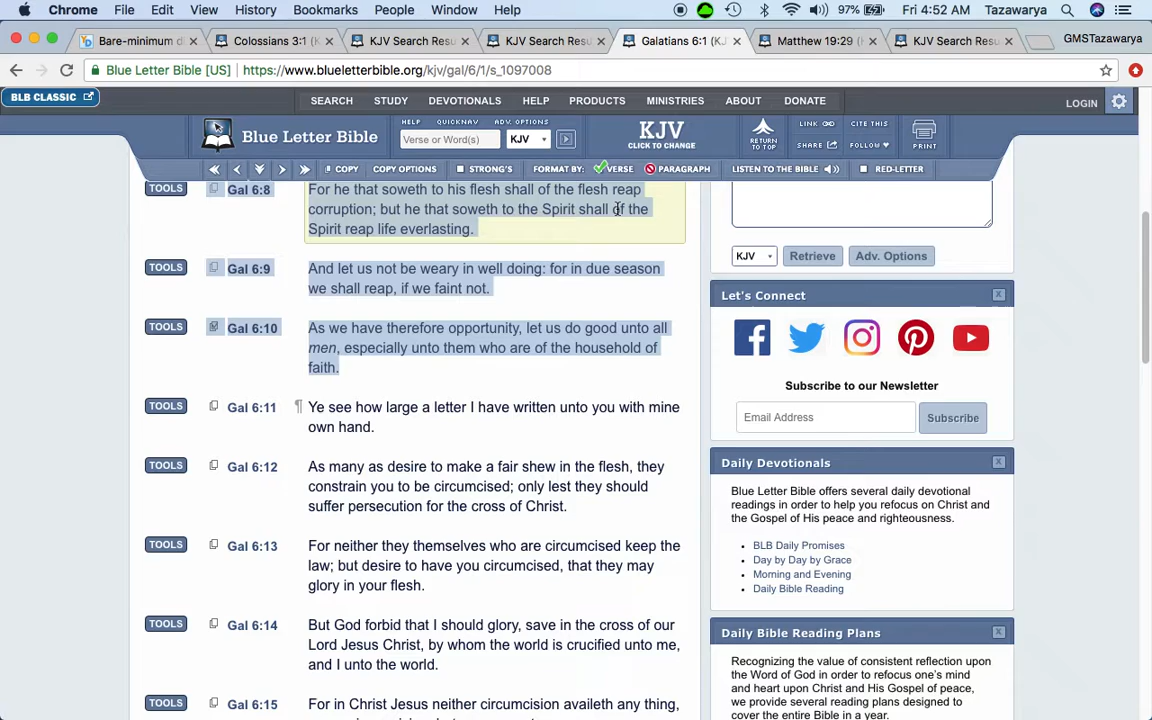 Chrome File Edit View History Bookmarks People Window Help 97% Fri 4:52 AM Tazawarya
Bare-minimum di Colossians 3:1 ( KJV Search Resu KJV Search Resu Galatians 6:1 (KJ Matthew 19:29 ( KJV Search Resu GMSTazawarya
Blue Letter Bible [US] https://www.blueletterbible.org/kjv/gal/6/1/s_1097008
BLB CLASSIC
SEARCH STUDY DEVOTIONALS HELP PRODUCTS MINISTRIES ABOUT DONATE LOGIN
Blue Letter Bible
HELP QUICKNAV ADV. OPTIONS
Verse or Word(s) KJV
KJV
CLICK TO CHANGE
RETURN
TO TOP
LINK CITE THIS
SHARE FOLLOW
PRINT
COPY COPY OPTIONS STRONG'S FORMAT BY: VERSE PARAGRAPH LISTEN TO THE BIBLE RED-LETTER
TOOLS Gal 6:8 For he that soweth to his flesh shall of the flesh reap
corruption; but he that soweth to the Spirit shall of the
Spirit reap life everlasting.
TOOLS Gal 6:9 And let us not be weary in well doing: for in due season
we shall reap, if we faint not.
TOOLS Gal 6:10 As we have therefore opportunity, let us do good unto all
men, especially unto them who are of the household of
faith.
TOOLS Gal 6:11 ¶ Ye see how large a letter I have written unto you with mine
own hand.
TOOLS Gal 6:12 As many as desire to make a fair shew in the flesh, they
constrain you to be circumcised; only lest they should
suffer persecution for the cross of Christ.
TOOLS Gal 6:13 For neither they themselves who are circumcised keep the
law; but desire to have you circumcised, that they may
glory in your flesh.
TOOLS Gal 6:14 But God forbid that I should glory, save in the cross of our
Lord Jesus Christ, by whom the world is crucified unto me,
and I unto the world.
TOOLS Gal 6:15 For in Christ Jesus neither circumcision availeth any thing,
KJV Retrieve Adv. Options
Let's Connect
Subscribe to our Newsletter
Email Address Subscribe
Daily Devotionals
Blue Letter Bible offers several daily devotional
readings in order to help you refocus on Christ and
the Gospel of His peace and righteousness.
• BLB Daily Promises
• Day by Day by Grace
• Morning and Evening
• Daily Bible Reading
Daily Bible Reading Plans
Recognizing the value of consistent reflection upon
the Word of God in order to refocus one's mind
and heart upon Christ and His Gospel of peace,
we provide several reading plans designed to
cover the entire Bible in a year.